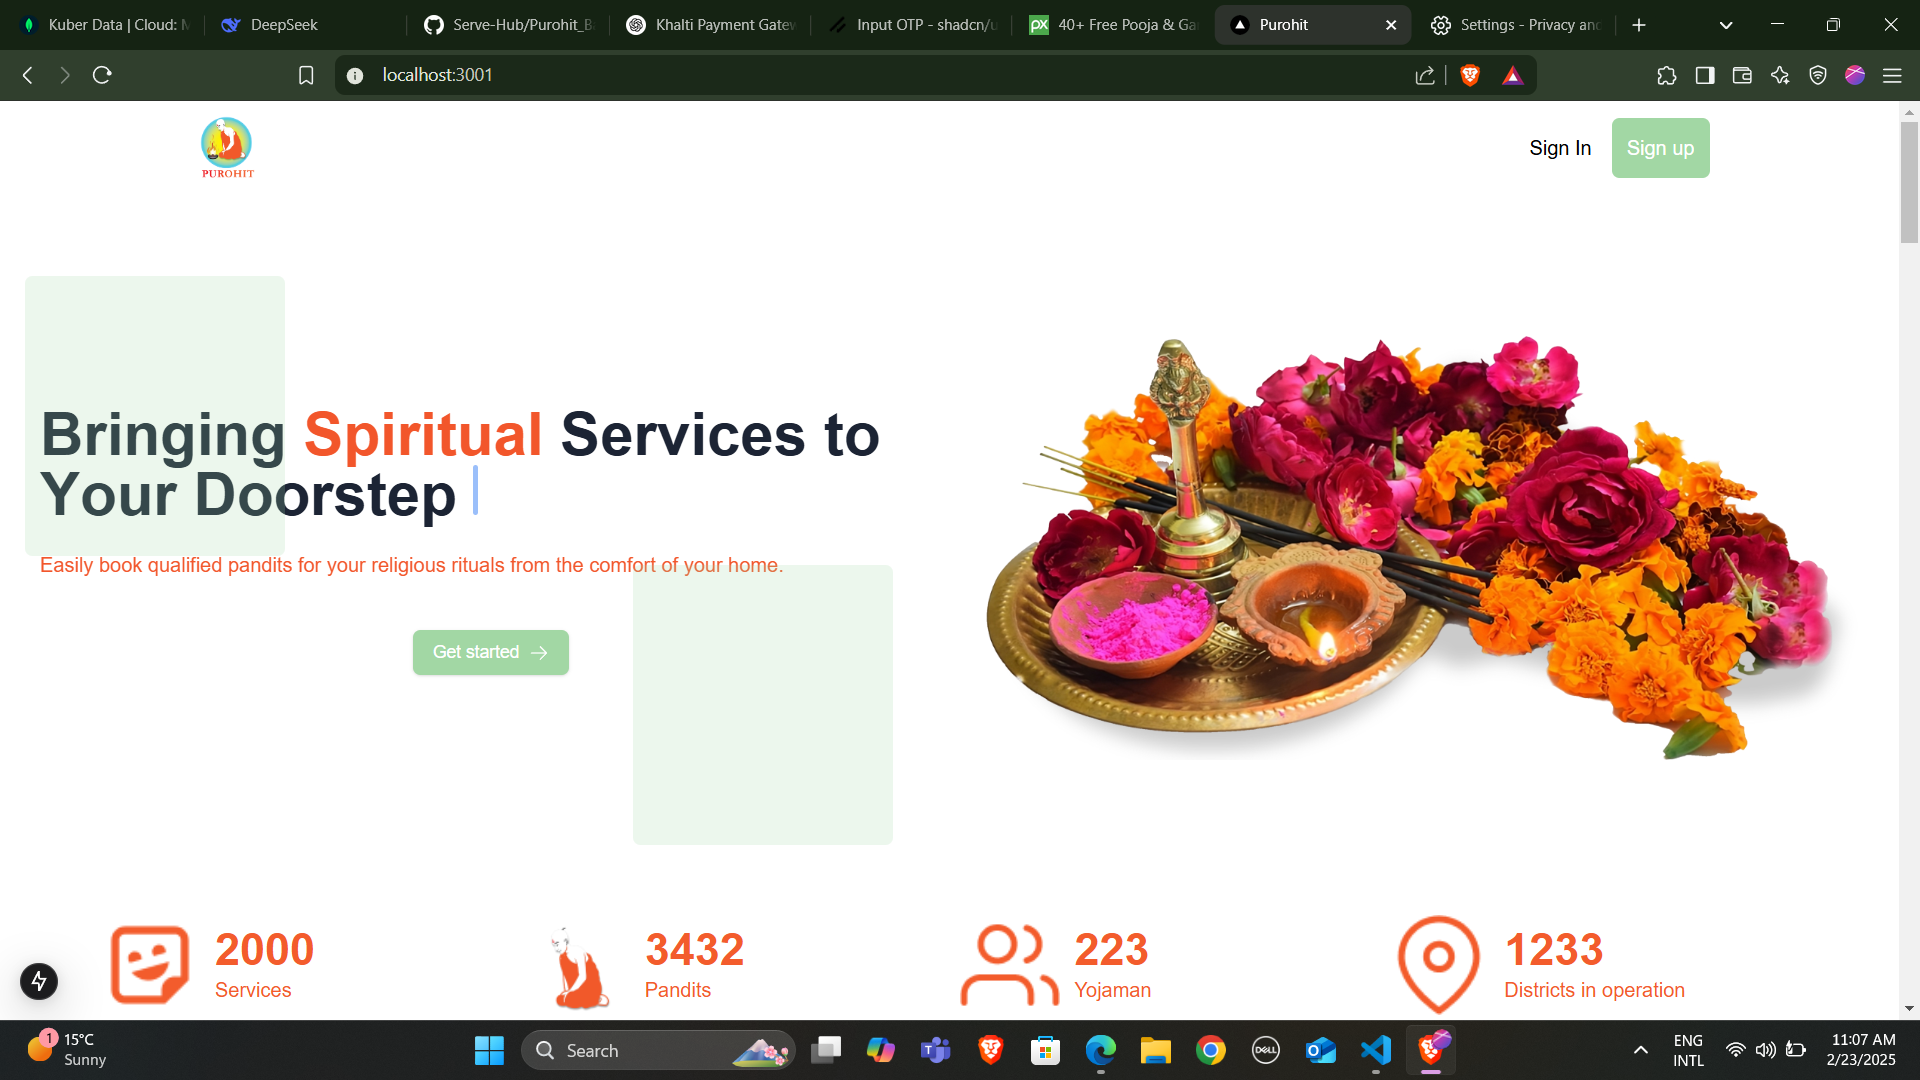 Kuber Data | Cloud: M
DeepSeek
Serve-Hub/Purohit_Ba
Khalti Payment Gatew
Input OTP - shadcn/u
40+ Free Pooja & Ga
Purohit
Settings - Privacy and
localhost:3001
PUROHIT
Sign In
Sign up
Bringing Spiritual Services to
Your Doorstep
Easily book qualified pandits for your religious rituals from the comfort of your home.
Get started
2000
Services
3432
Pandits
223
Yojaman
1233
Districts in operation
1
15°C
Sunny
Search
DELL
ENG
INTL
11:07 AM
2/23/2025